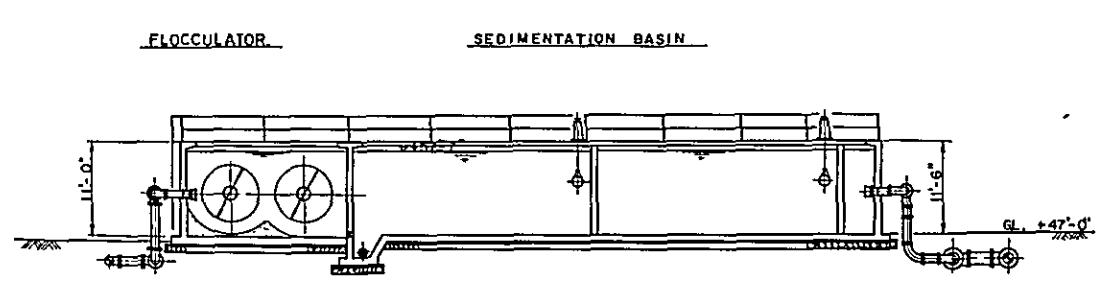 FLOCCULATOR.
SEDIMENTATION BASIN
11'-0"
11'-6"
GL. +47'-0"